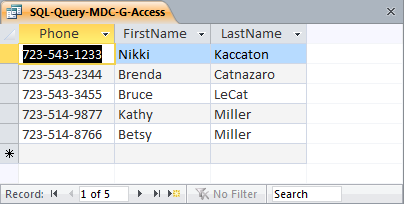 SQL-Query-MDC-G-Access
Phone FirstName LastName
723-543-1233 Nikki Kaccaton
723-543-2344 Brenda Catnazaro
723-543-3455 Bruce LeCat
723-514-9877 Kathy Miller
723-514-8766 Betsy Miller
Record: 1 of 5 No Filter Search